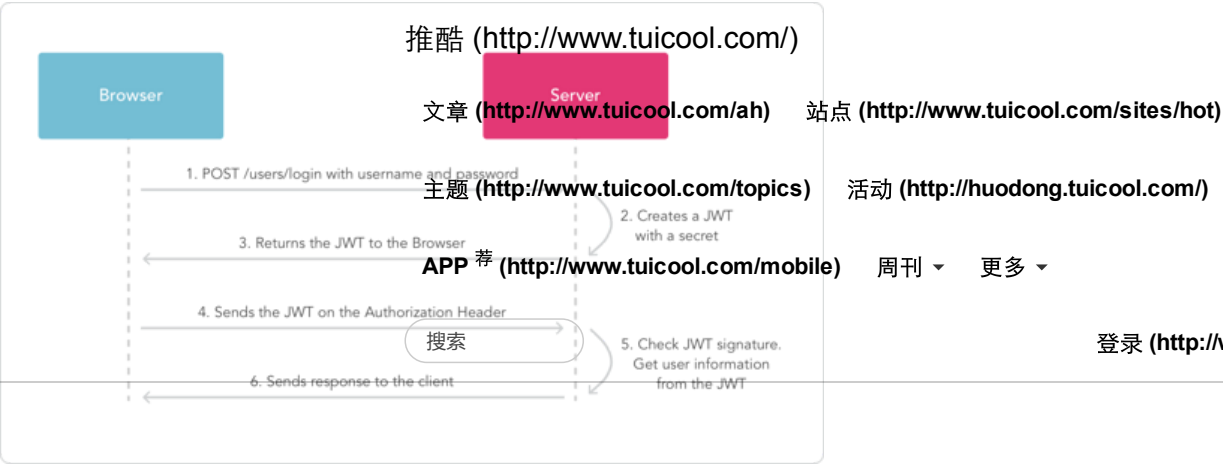 推酷 (http://www.tuicool.com/)
Browser
Server
文章 (http://www.tuicool.com/ah) 站点 (http://www.tuicool.com/sites/hot)
1. POST /users/login with username and password
主题 (http://www.tuicool.com/topics) 活动 (http://huodong.tuicool.com/)
2. Creates a JWT
with a secret
3. Returns the JWT to the Browser
APP 荐 (http://www.tuicool.com/mobile) 周刊 更多
4. Sends the JWT on the Authorization Header
搜索
5. Check JWT signature.
Get user information
from the JWT
登录 (http://
6. Sends response to the client